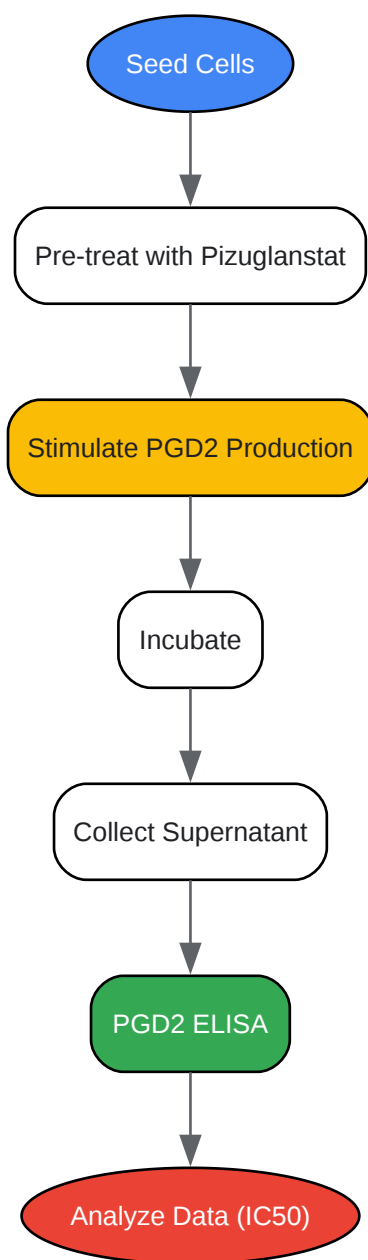 Seed Cells
Pre-treat with Pizuglanstat
Stimulate PGD2 Production
Incubate
Collect Supernatant
PGD2 ELISA
Analyze Data (IC50)